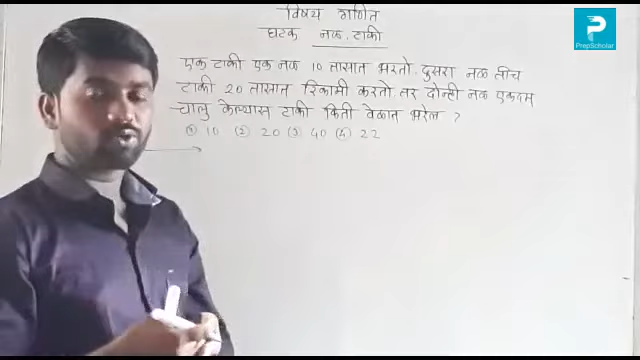 विषय गणित
घटक नळ, टाकी
एक टाकी एक नळ 10 तासात भरतो. दुसरा नळ तीच
टाकी 20 तासात रिकामी करतो. तर दोन्ही नळ एकदम
चालु केल्यास टाकी किती वेळात भरेल ?
① 10 ② 20 ③ 40 ④ 22
P
PrepScholar